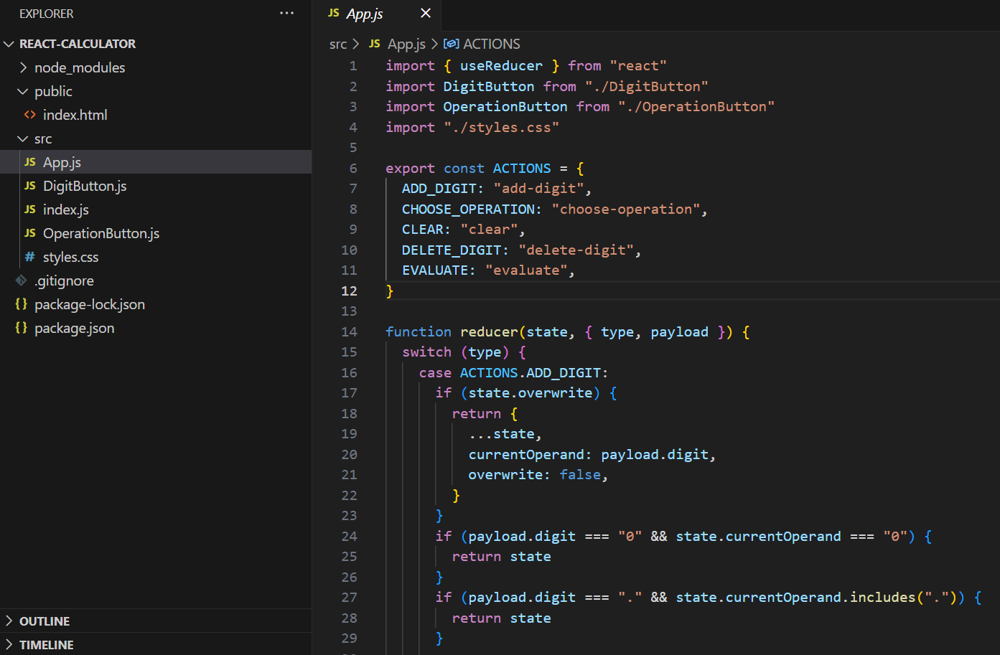 EXPLORER
REACT-CALCULATOR
node_modules
public
<> index.html
src
JS App.js
JS DigitButton.js
JS index.js
JS OperationButton.js
# styles.css
.gitignore
{} package-lock.json
{} package.json
OUTLINE
TIMELINE
JS App.js
src > JS App.js > ACTIONS
1 import { useReducer } from "react"
2 import DigitButton from "./DigitButton"
3 import OperationButton from "./OperationButton"
4 import "./styles.css"
5
6 export const ACTIONS = {
7   ADD_DIGIT: "add-digit",
8   CHOOSE_OPERATION: "choose-operation",
9   CLEAR: "clear",
10   DELETE_DIGIT: "delete-digit",
11   EVALUATE: "evaluate",
12 }
13
14 function reducer(state, { type, payload }) {
15   switch (type) {
16     case ACTIONS.ADD_DIGIT:
17       if (state.overwrite) {
18         return {
19           ...state,
20           currentOperand: payload.digit,
21           overwrite: false,
22         }
23       }
24       if (payload.digit === "0" && state.currentOperand === "0") {
25         return state
26       }
27       if (payload.digit === "." && state.currentOperand.includes(".")) {
28         return state
29       }